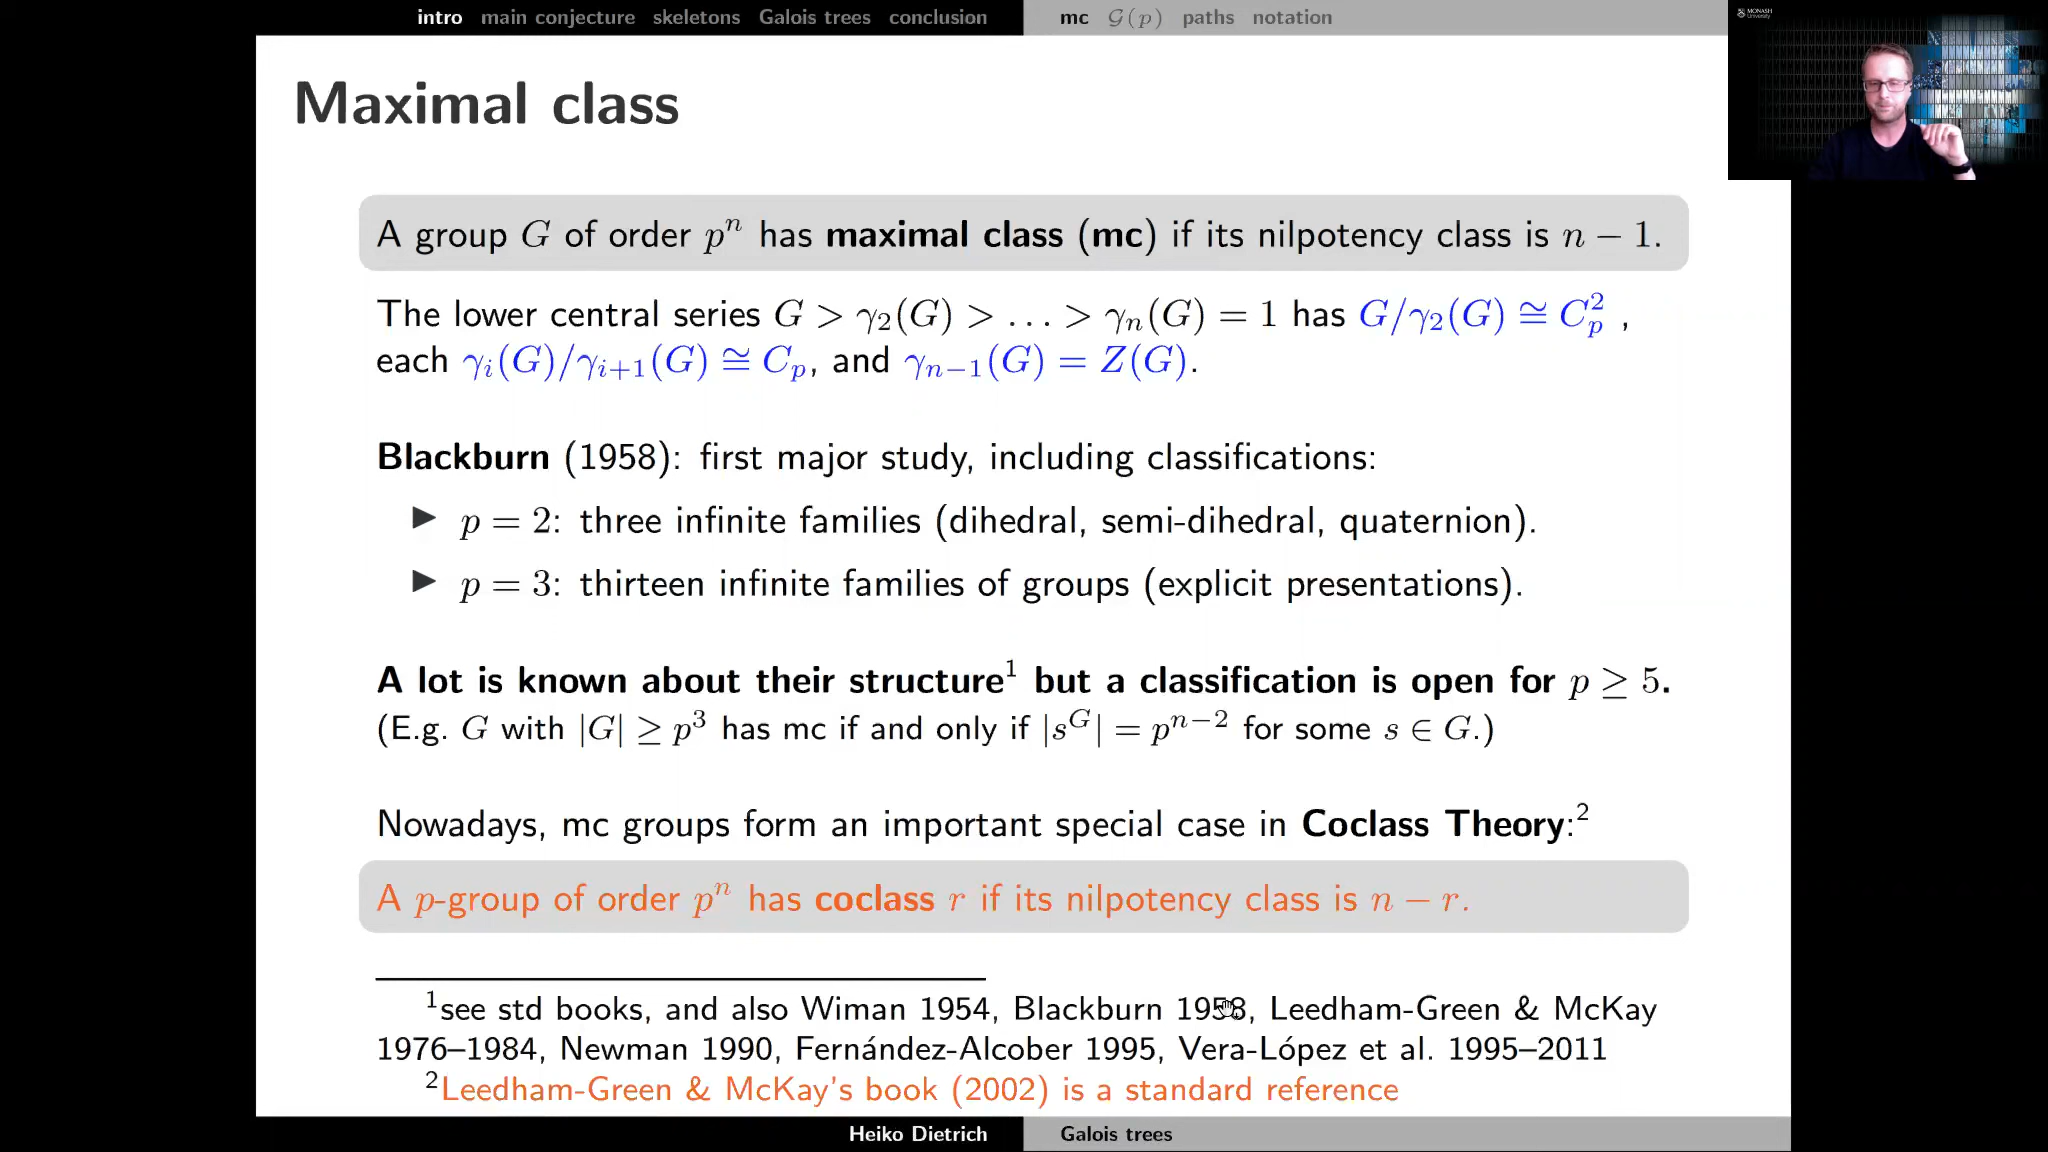 intro main conjecture skeletons Galois trees conclusion mc 𝒢(p) paths notation
MONASH University
Maximal class
A group G of order pⁿ has maximal class (mc) if its nilpotency class is n − 1.
The lower central series G > γ₂(G) > … > γₙ(G) = 1 has G/γ₂(G) ≅ C_p² ,
each γᵢ(G)/γᵢ₊₁(G) ≅ C_p, and γₙ₋₁(G) = Z(G).
Blackburn (1958): first major study, including classifications:
▶ p = 2: three infinite families (dihedral, semi-dihedral, quaternion).
▶ p = 3: thirteen infinite families of groups (explicit presentations).
A lot is known about their structure¹ but a classification is open for p ≥ 5.
(E.g. G with |G| ≥ p³ has mc if and only if |s^G| = pⁿ⁻² for some s ∈ G.)
Nowadays, mc groups form an important special case in Coclass Theory:²
A p-group of order pⁿ has coclass r if its nilpotency class is n − r.
¹see std books, and also Wiman 1954, Blackburn 1958, Leedham-Green & McKay
1976–1984, Newman 1990, Fernández-Alcober 1995, Vera-López et al. 1995–2011
²Leedham-Green & McKay's book (2002) is a standard reference
Heiko Dietrich Galois trees